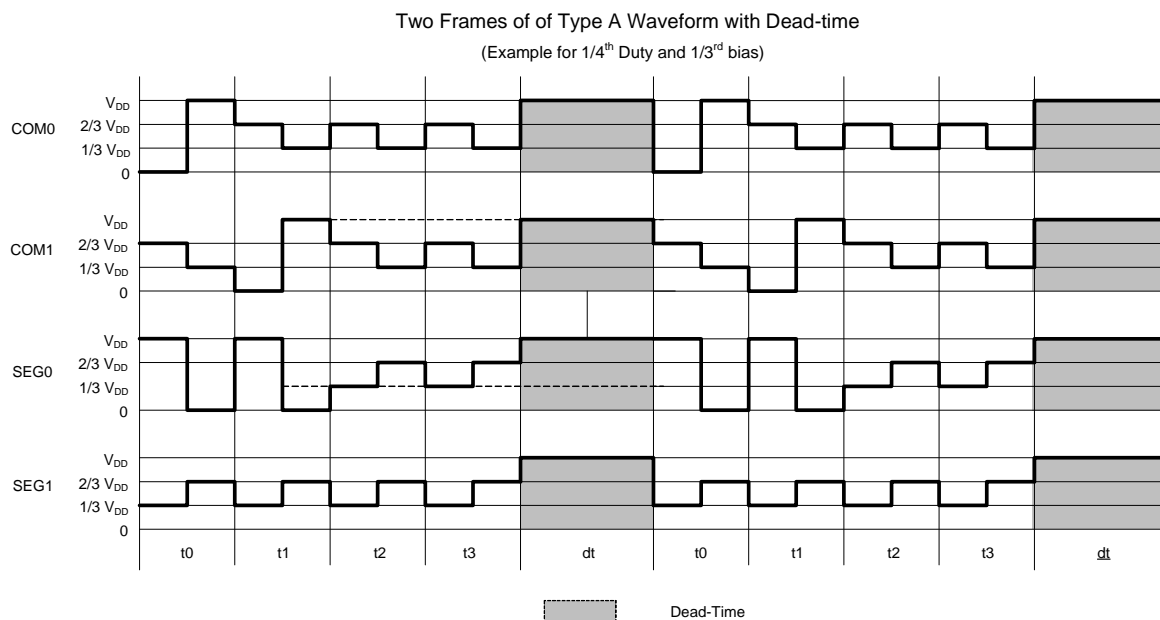 Two Frames of of Type A Waveform with Dead-time
(Example for 1/4th Duty and 1/3rd bias)
COM0
VDD
2/3 VDD
1/3 VDD
0
COM1
VDD
2/3 VDD
1/3 VDD
0
SEG0
VDD
2/3 VDD
1/3 VDD
0
SEG1
VDD
2/3 VDD
1/3 VDD
0
t0 t1 t2 t3 dt t0 t1 t2 t3 dt
Dead-Time